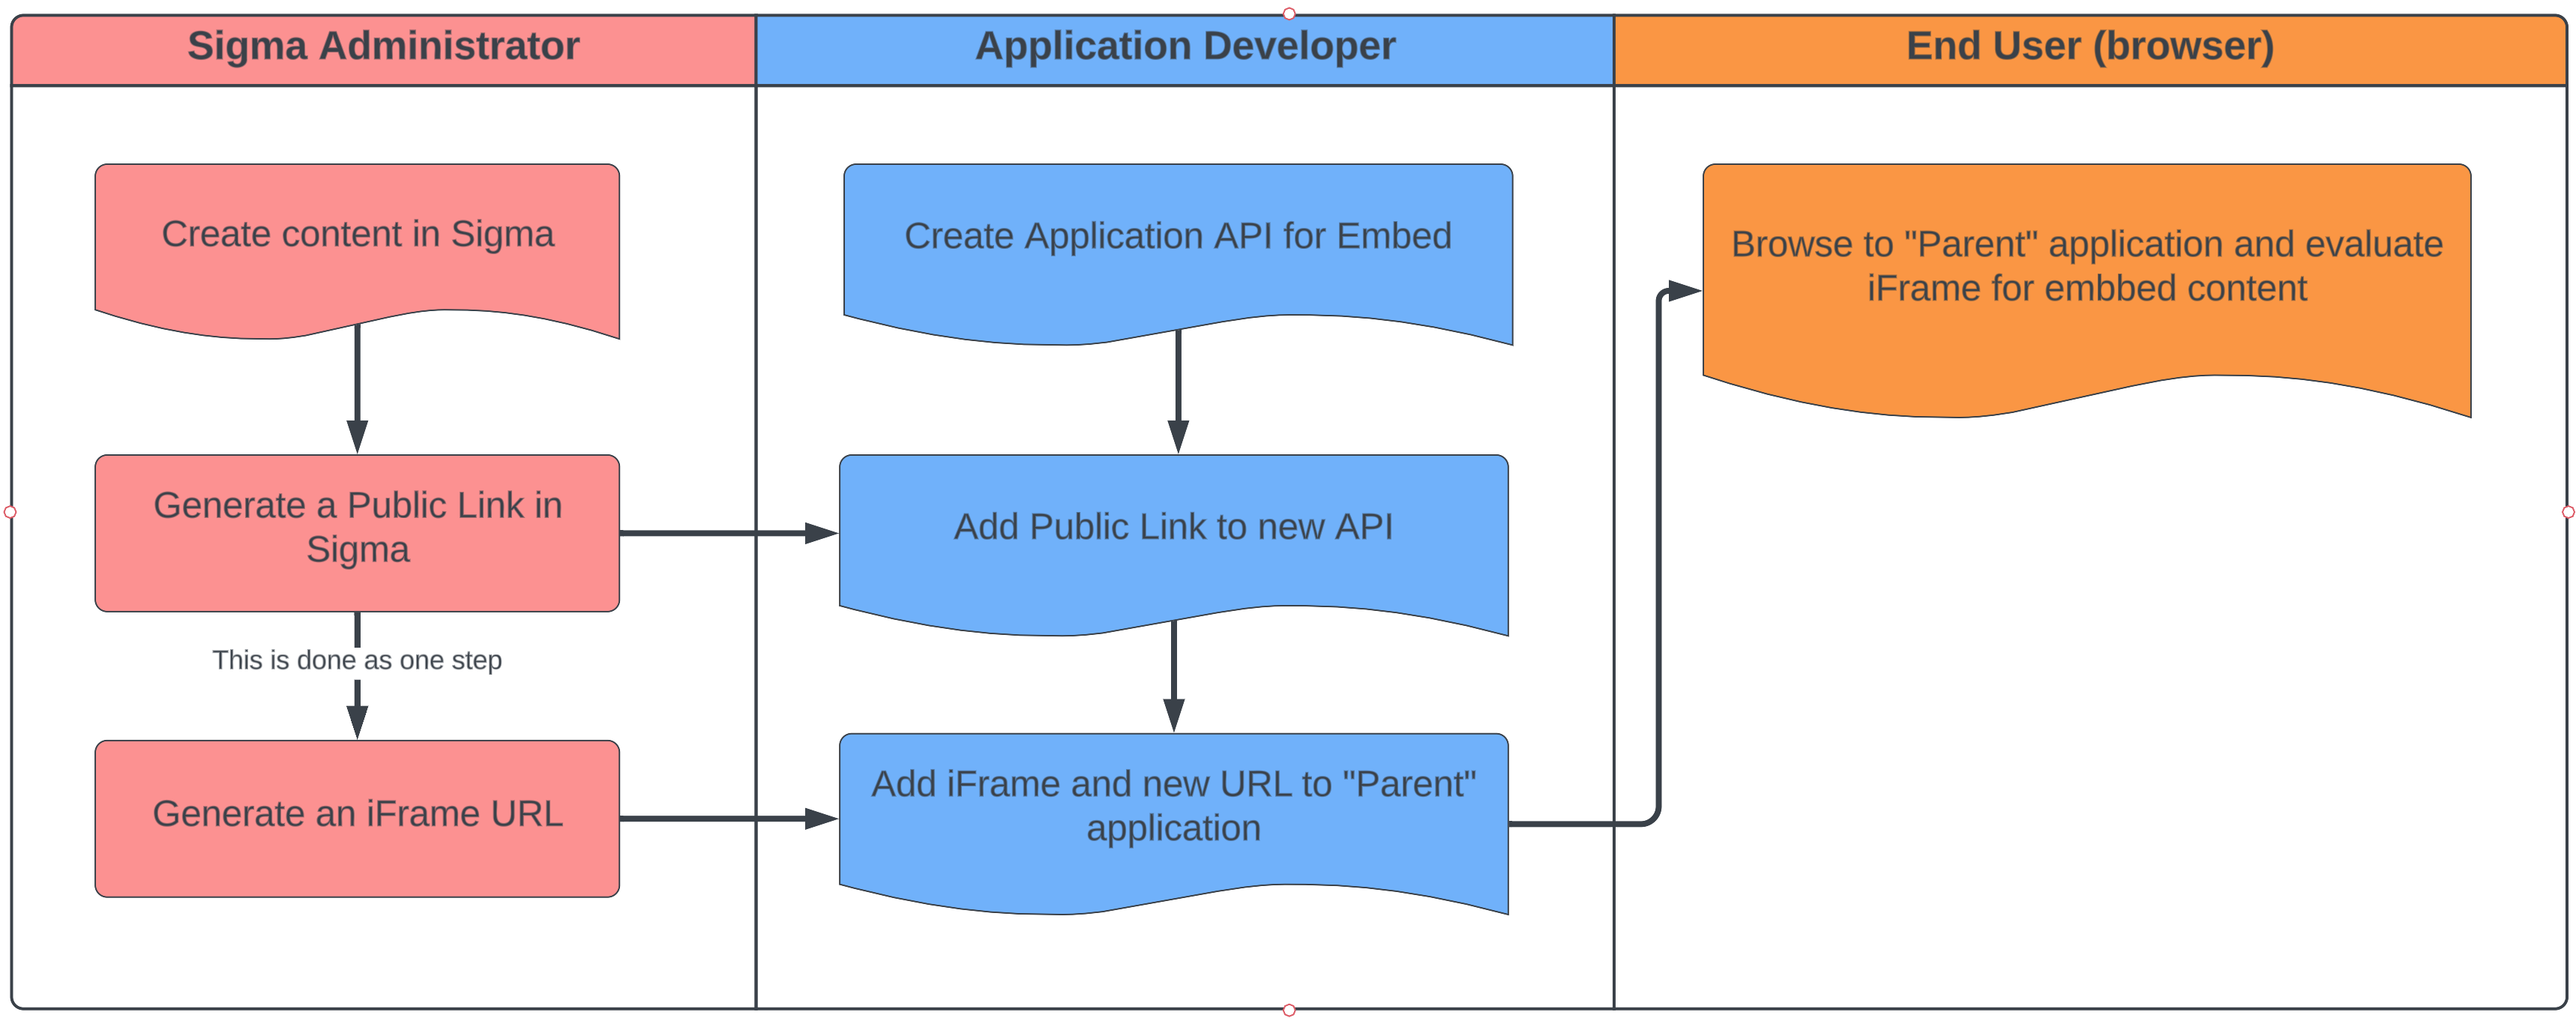 Sigma Administrator
Application Developer
End User (browser)
Create content in Sigma
Generate a Public Link in
Sigma
This is done as one step
Generate an iFrame URL
Create Application API for Embed
Add Public Link to new API
Add iFrame and new URL to "Parent"
application
Browse to "Parent" application and evaluate
iFrame for embbed content